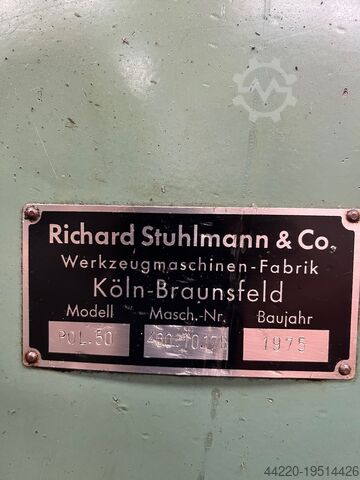 Richard Stuhlmann & Co.
Werkzeugmaschinen-Fabrik
Köln-Braunsfeld
Modell Masch.-Nr. Baujahr
POL.50 1975
44220-19514426